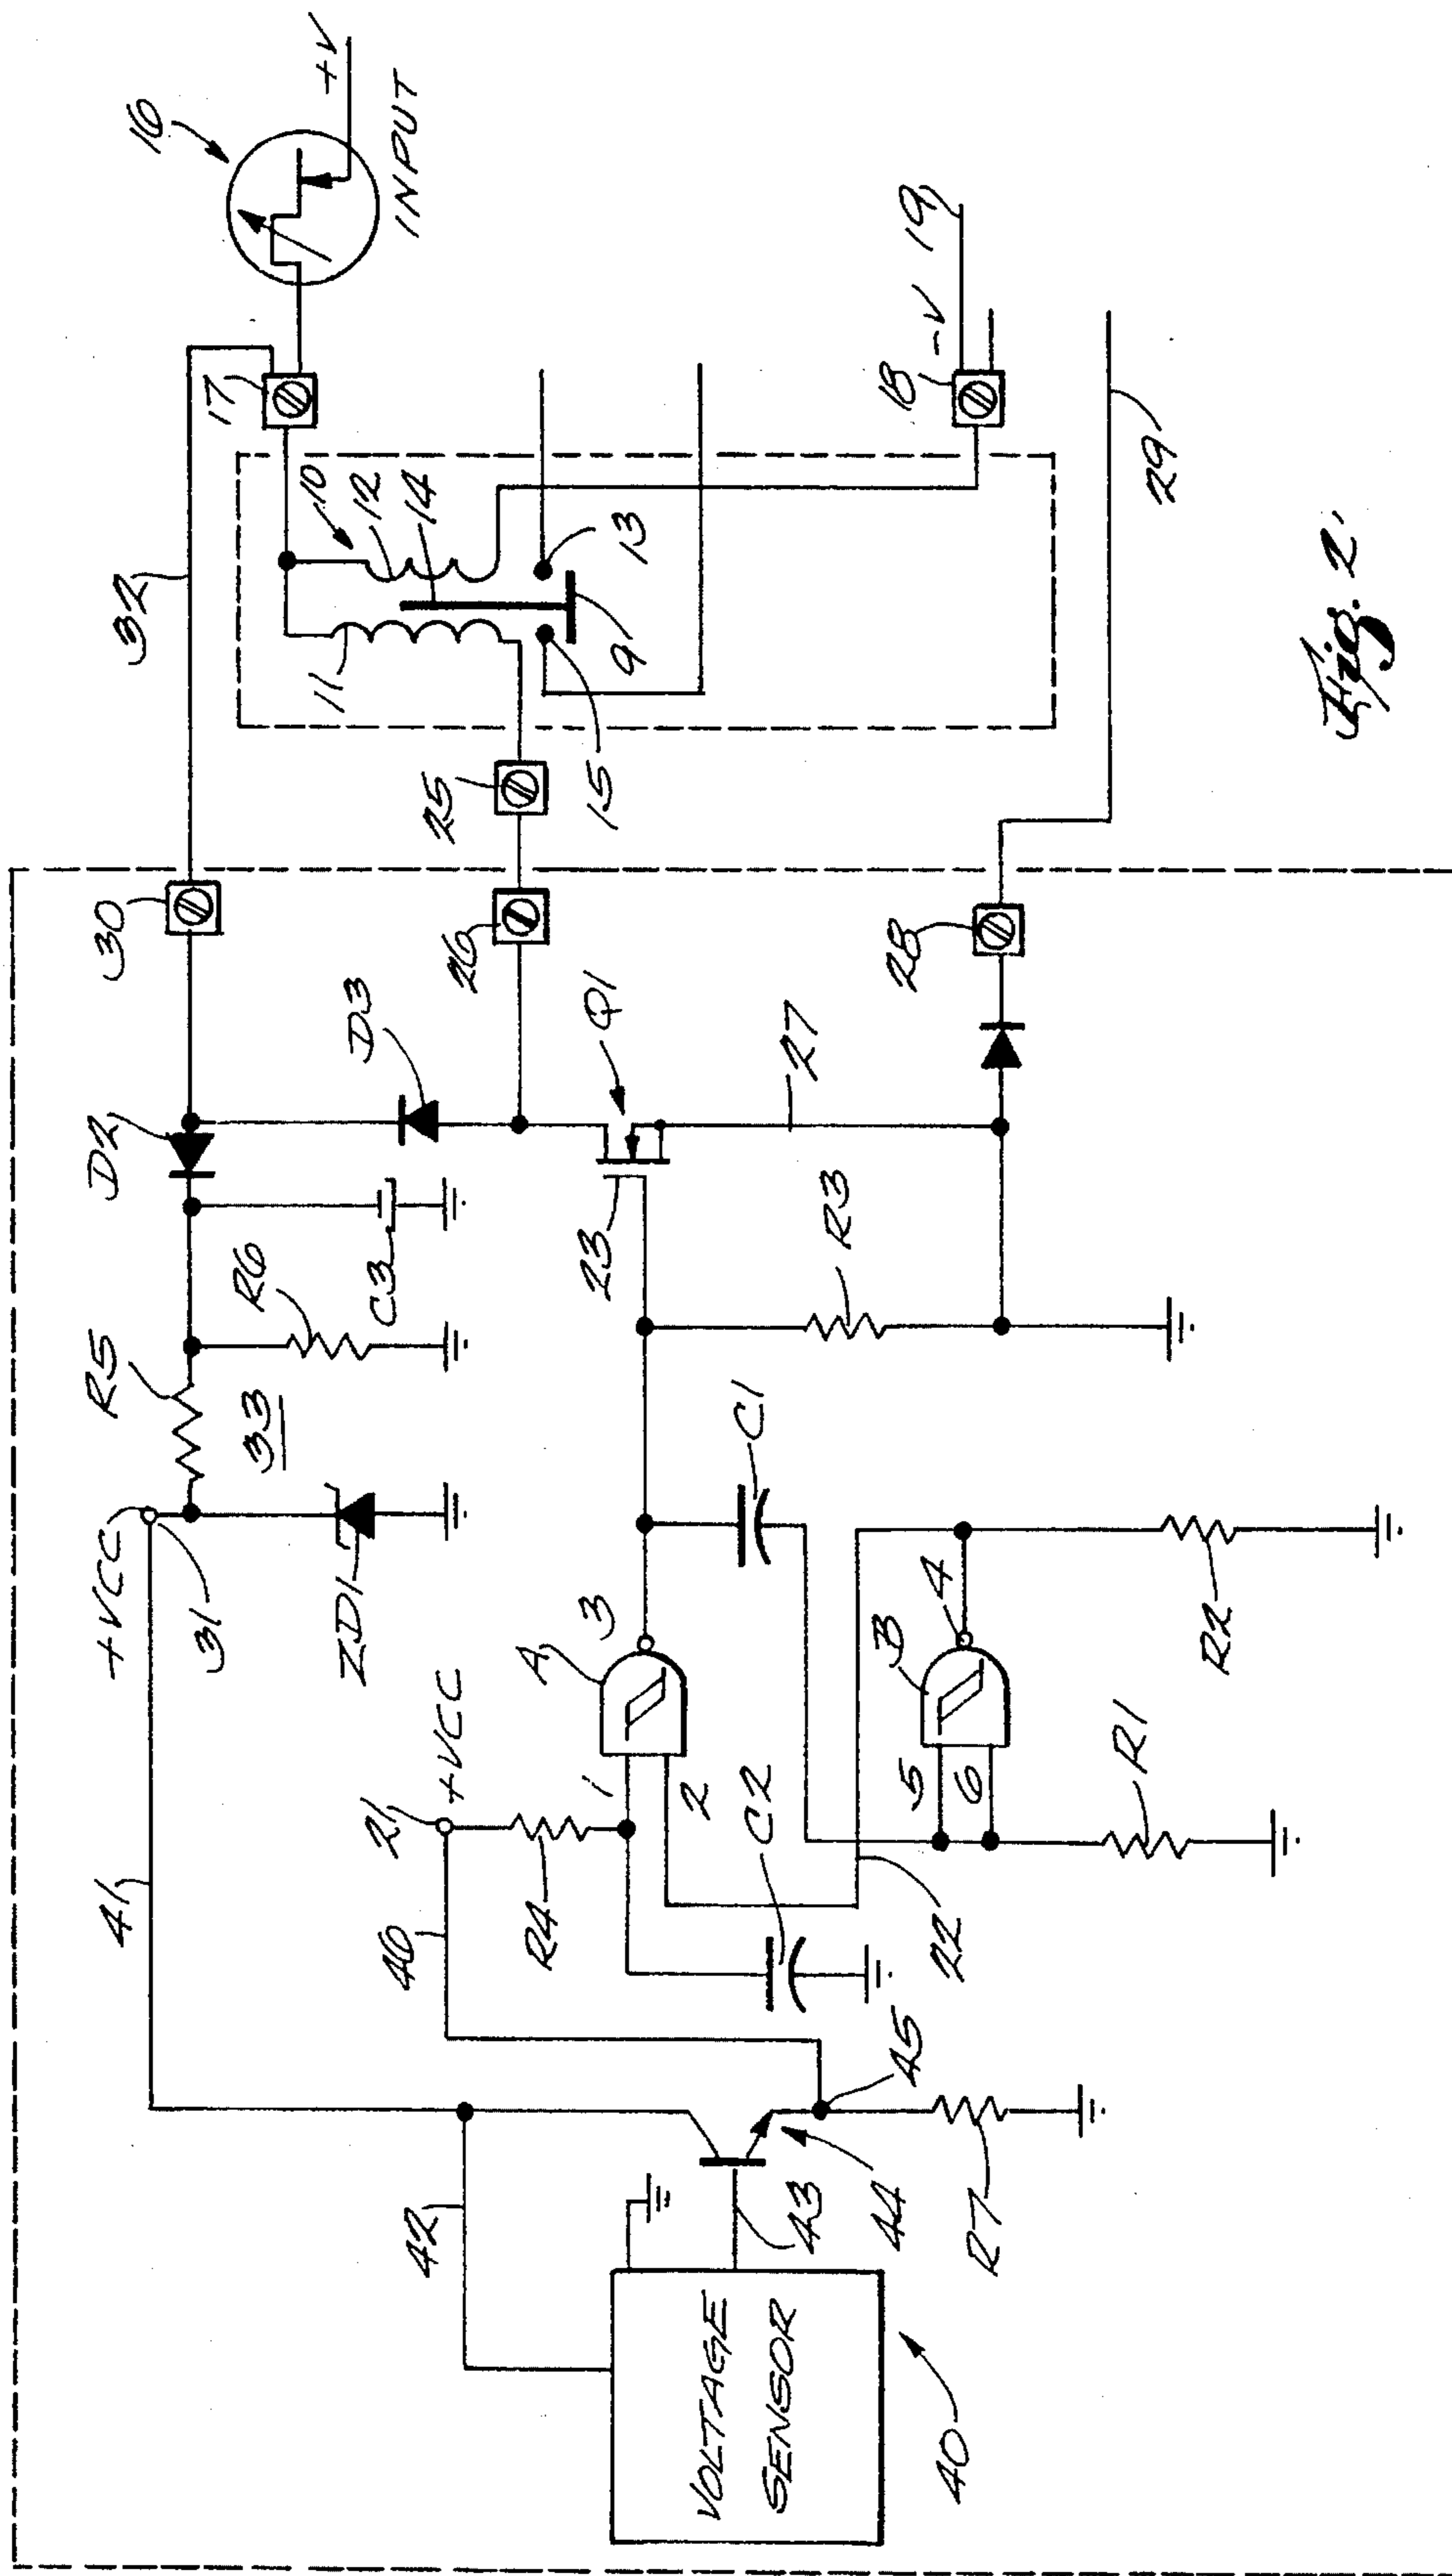 16
+V
INPUT
17
32
30
D2
R5
R6
C3
33
+VCC
31
ZD1
41
10
12
14
11
13
9
15
25
26
D3
Q1
23
27
R3
18
-V
19
28
29
21
+VCC
46
R4
A
1
2
3
C1
C2
B
4
5
6
22
R1
R2
42
43
44
45
R7
VOLTAGE
SENSOR
40
Fig. 2.